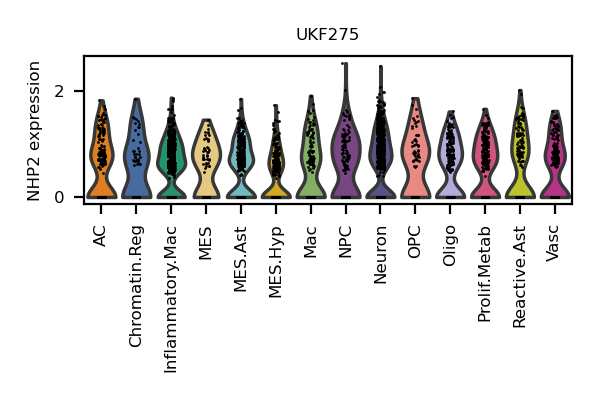 UKF275
NHP2 expression
2
0
AC
Chromatin.Reg
Inflammatory.Mac
MES
MES.Ast
MES.Hyp
Mac
NPC
Neuron
OPC
Oligo
Prolif.Metab
Reactive.Ast
Vasc